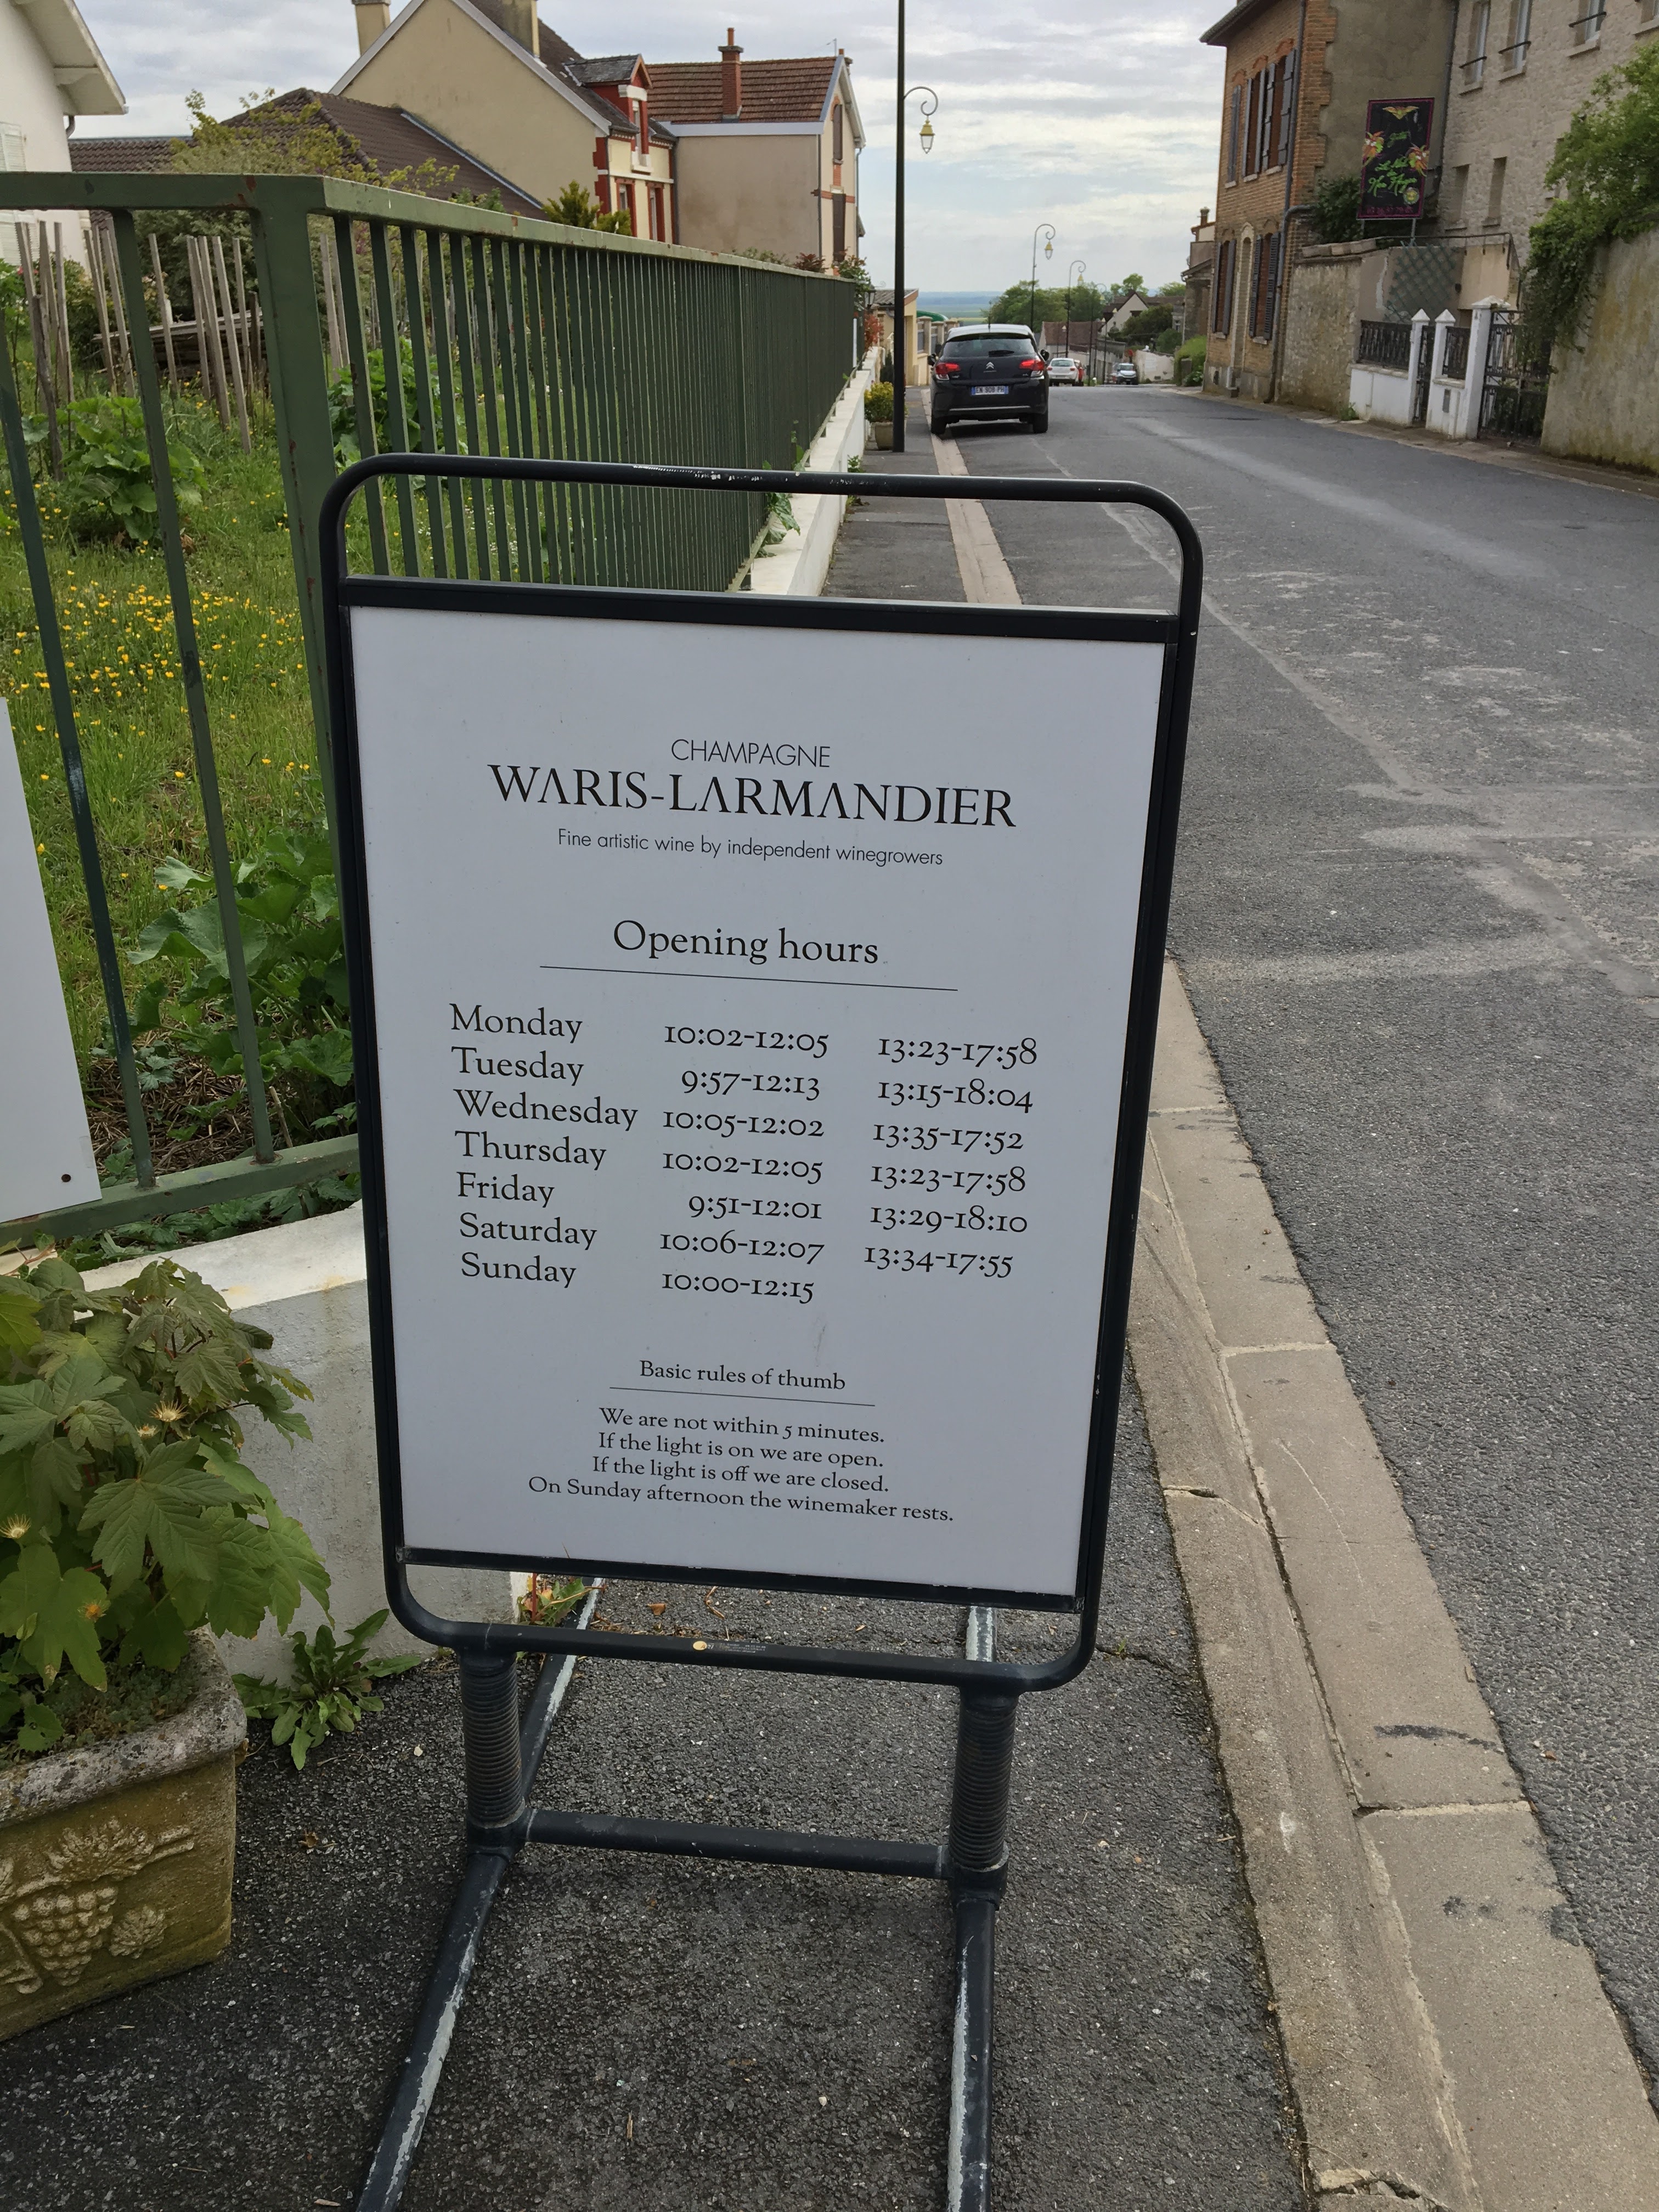 CHAMPAGNE
WARIS-LARMANDIER
Fine artistic wine by independent winegrowers
Opening hours
Monday 10:02-12:05 13:23-17:58
Tuesday 9:57-12:13 13:15-18:04
Wednesday 10:05-12:02 13:35-17:52
Thursday 10:02-12:05 13:23-17:58
Friday 9:51-12:01 13:29-18:10
Saturday 10:06-12:07 13:34-17:55
Sunday 10:00-12:15
Basic rules of thumb
We are not within 5 minutes.
If the light is on we are open.
If the light is off we are closed.
On Sunday afternoon the winemaker rests.